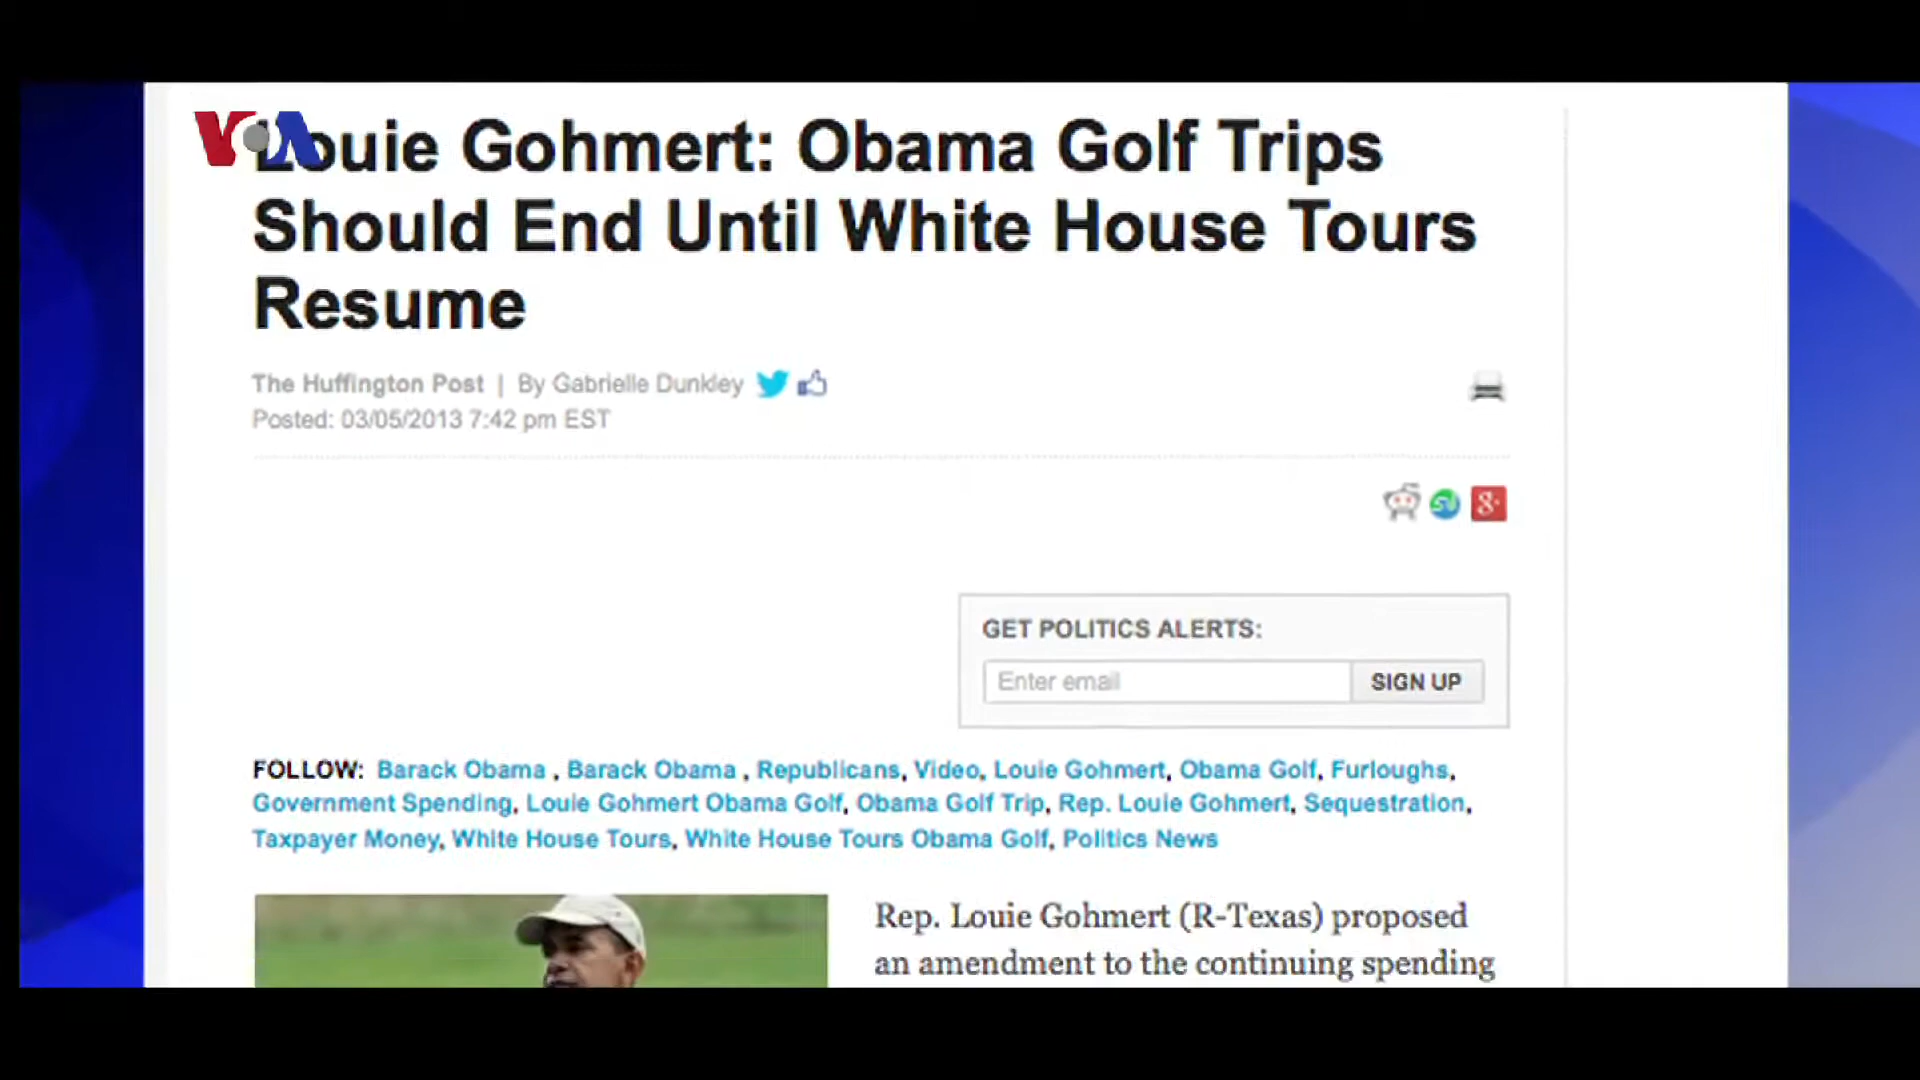 VOA
Louie Gohmert: Obama Golf Trips
Should End Until White House Tours
Resume
The Huffington Post | By Gabrielle Dunkley
Posted: 03/05/2013 7:42 pm EST
GET POLITICS ALERTS:
Enter email SIGN UP
FOLLOW: Barack Obama , Barack Obama , Republicans, Video, Louie Gohmert, Obama Golf, Furloughs,
Government Spending, Louie Gohmert Obama Golf, Obama Golf Trip, Rep. Louie Gohmert, Sequestration,
Taxpayer Money, White House Tours, White House Tours Obama Golf, Politics News
Rep. Louie Gohmert (R-Texas) proposed
an amendment to the continuing spending